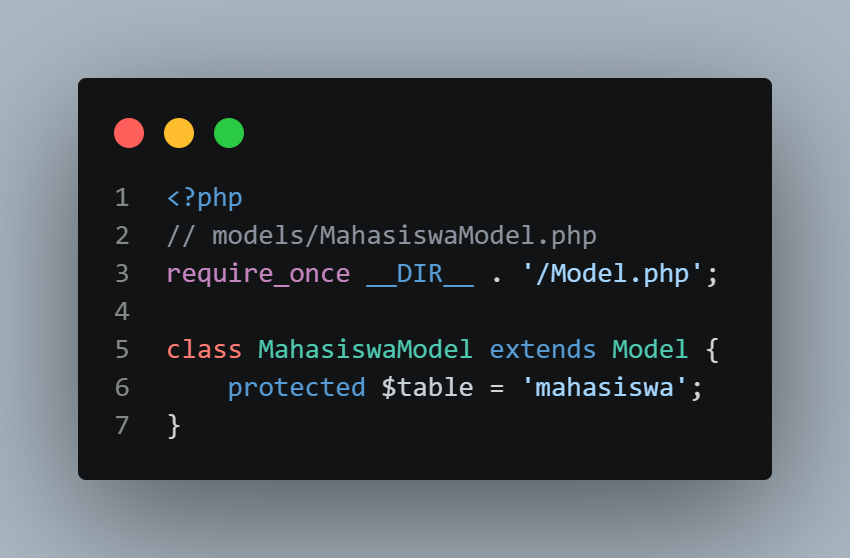 1 <?php
2 // models/MahasiswaModel.php
3 require_once __DIR__ . '/Model.php';
4
5 class MahasiswaModel extends Model {
6     protected $table = 'mahasiswa';
7 }